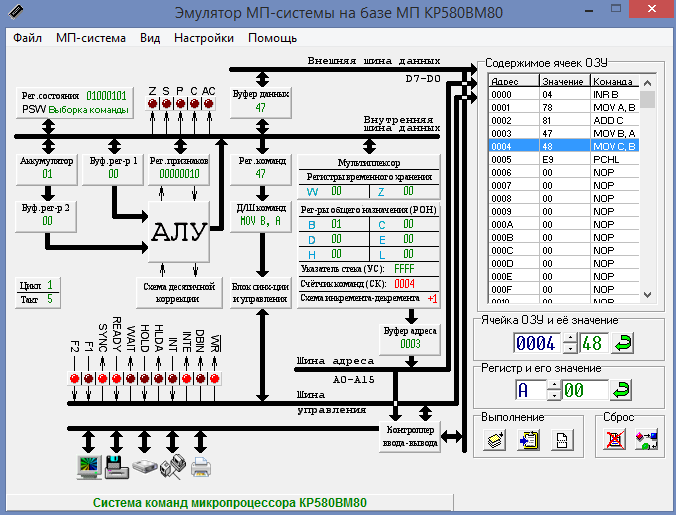 Эмулятор МП-системы на базе МП КР580ВМ80
Файл МП-система Вид Настройки Помощь
Внешняя шина данных
D7-D0
Z S P C AC
Рег.состояния 01000101
PSW Выборка команды
Буфер данных
47
Внутренняя
шина данных
Аккумулятор
01
Буф.рег-р 1
00
Рег.признаков
00000010
Рег.команд
47
Мультиплексор
Регистры временного хранения
W 00 Z 00
Буф.рег-р 2
00
АЛУ
ДШ команд
MOV B, A
Рег-ры общего назначения (РОН)
B 01 C 00
D 00 E 00
H 00 L 00
Указатель стека (УС): FFFF
Счётчик команд (СК): 0004
Схема инкремента-декремента +1
Цикл 1
Такт 5
Схема десятичной
коррекции
Блок синх-ции
и управления
Буфер адреса
0003
F2 F1 SYNC READY WAIT HOLD HLDA INT INTE DBIN WR
Шина адреса
A0-A15
Шина
управления
Контроллер
ввода-вывода
Система команд микропроцессора КР580ВМ80
Содержимое ячеек ОЗУ
Адрес Значение Команда
0000 04 INR B
0001 78 MOV A, B
0002 81 ADD C
0003 47 MOV B, A
0004 48 MOV C, B
0005 E9 PCHL
0006 00 NOP
0007 00 NOP
0008 00 NOP
0009 00 NOP
000A 00 NOP
000B 00 NOP
000C 00 NOP
000D 00 NOP
000E 00 NOP
000F 00 NOP
0010 00 NOP
Ячейка ОЗУ и её значение
0004 48
Регистр и его значение
A 00
Выполнение
Сброс